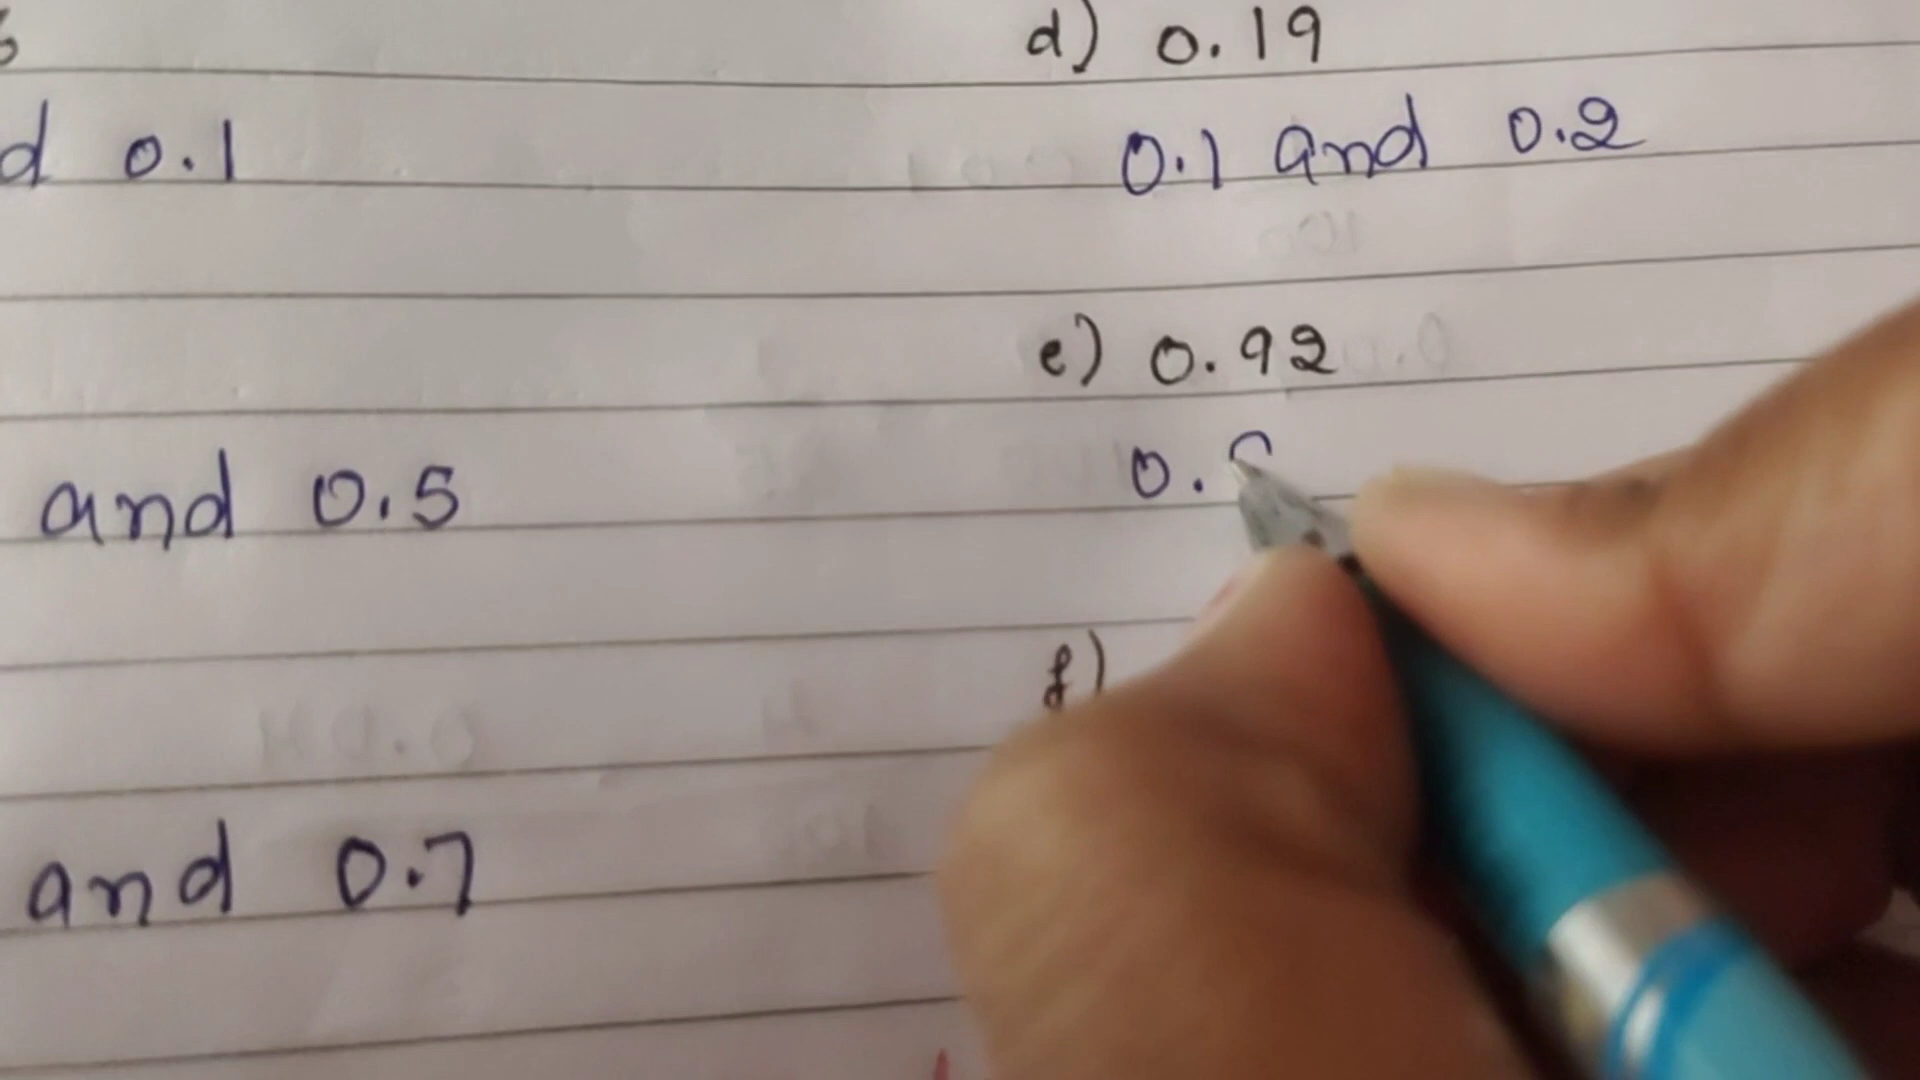 d 0.1
and 0.5
and 0.7
d) 0.19
0.1 and 0.2
e) 0.92
0.
f)